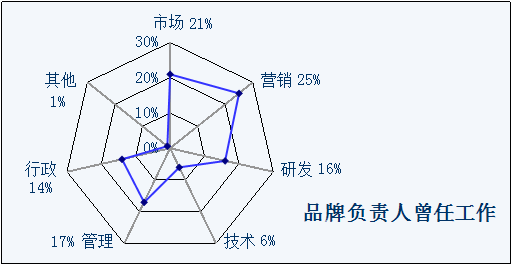 市场 21%
30%
其他
1%
20%
营销 25%
10%
0%
行政
14%
研发 16%
品牌负责人曾任工作
17% 管理
技术 6%